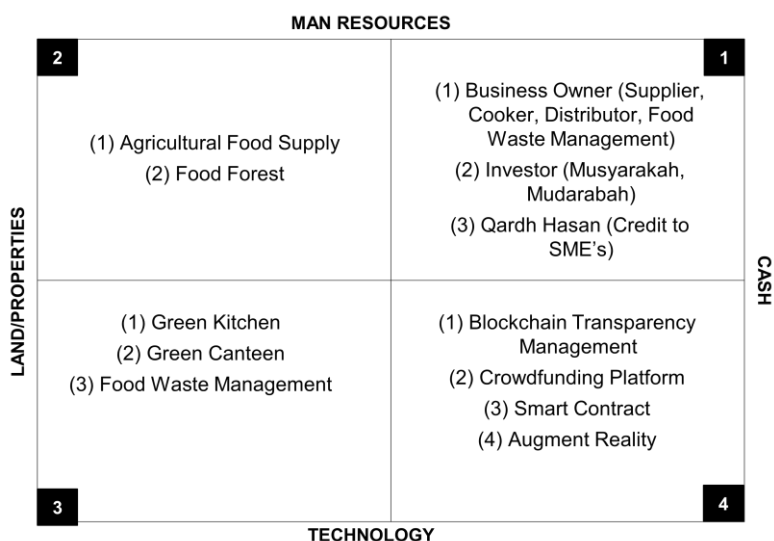 MAN RESOURCES
2
1
(1) Agricultural Food Supply
(2) Food Forest
(1) Business Owner (Supplier,
Cooker, Distributor, Food
Waste Management)
(2) Investor (Musyarakah,
Mudarabah)
(3) Qardh Hasan (Credit to
SME's)
LAND/PROPERTIES
CASH
(1) Green Kitchen
(2) Green Canteen
(3) Food Waste Management
(1) Blockchain Transparency
Management
(2) Crowdfunding Platform
(3) Smart Contract
(4) Augment Reality
3
4
TECHNOLOGY